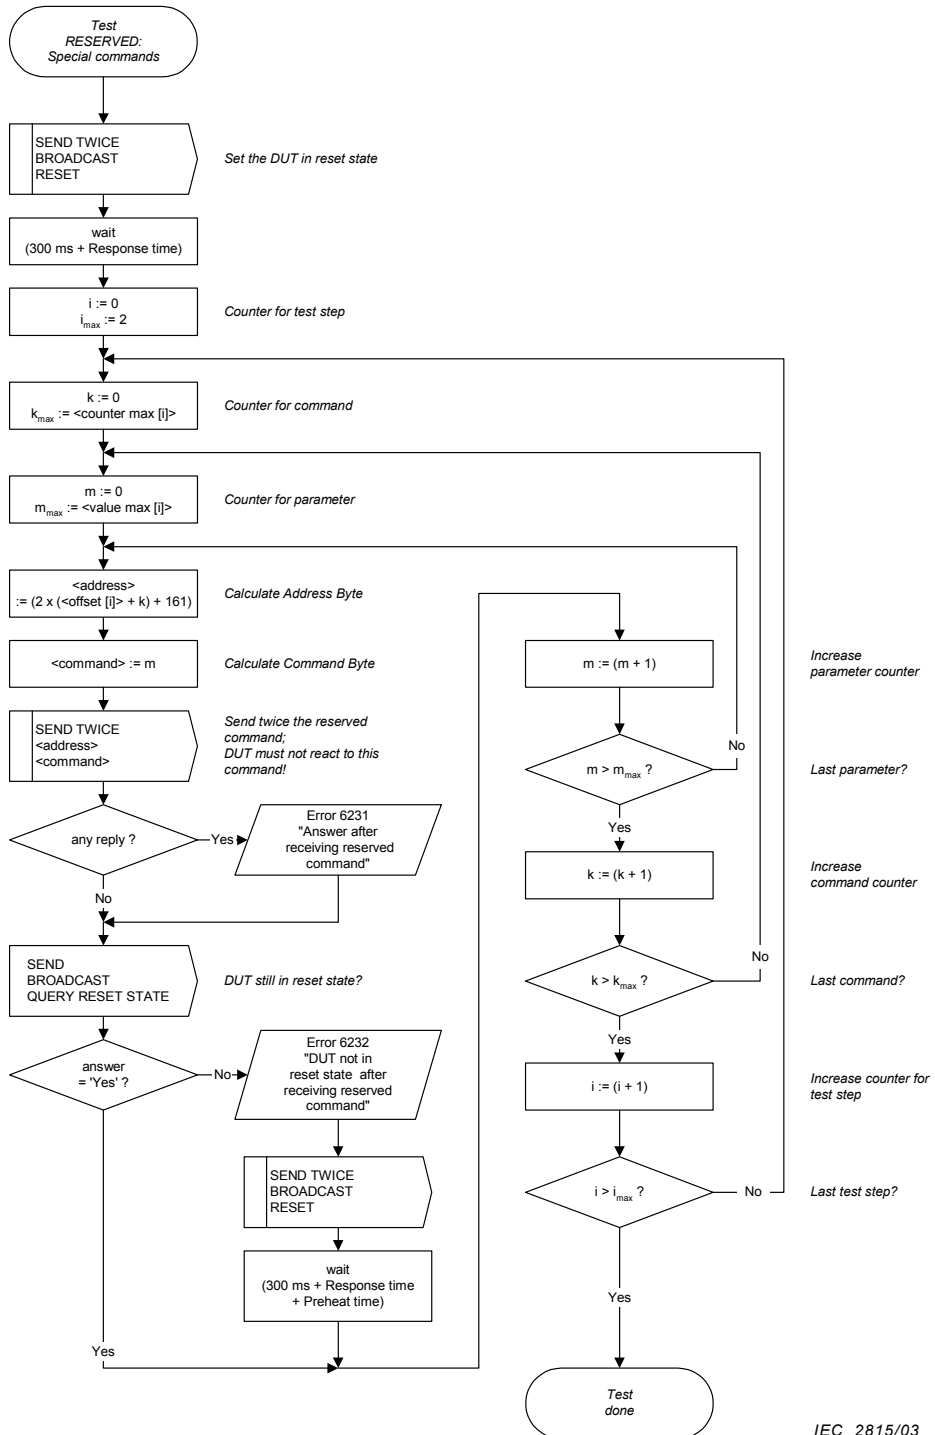 Test
RESERVED:
Special commands
SEND TWICE
BROADCAST
RESET
Set the DUT in reset state
wait
(300 ms + Response time)
i := 0
imax := 2
Counter for test step
k := 0
kmax := <counter max [i]>
Counter for command
m := 0
mmax := <value max [i]>
Counter for parameter
<address>
:= (2 x (<offset [i]> + k) + 161)
Calculate Address Byte
<command> := m
Calculate Command Byte
SEND TWICE
<address>
<command>
Send twice the reserved
command;
DUT must not react to this
command!
any reply ?
Yes
Error 6231
"Answer after
receiving reserved
command"
No
SEND
BROADCAST
QUERY RESET STATE
DUT still in reset state?
answer
= 'Yes' ?
No
Error 6232
"DUT not in
reset state after
receiving reserved
command"
SEND TWICE
BROADCAST
RESET
wait
(300 ms + Response time
+ Preheat time)
Yes
m := (m + 1)
Increase
parameter counter
m > mmax ?
No
Last parameter?
Yes
k := (k + 1)
Increase
command counter
k > kmax ?
No
Last command?
Yes
i := (i + 1)
Increase counter for
test step
i > imax ?
No
Last test step?
Yes
Test
done
IEC 2815/03